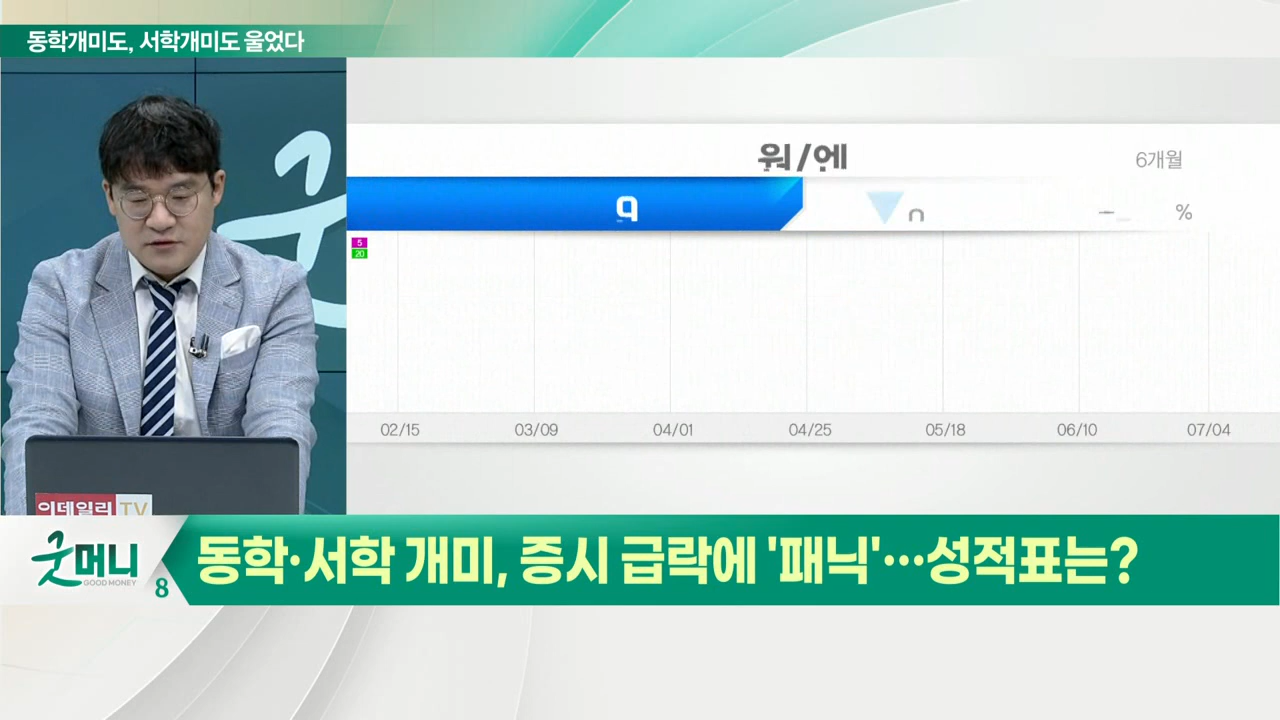 동학개미도, 서학개미도 울었다
원/엔
6개월
%
5
20
02/15 03/09 04/01 04/25 05/18 06/10 07/04
이데일리 TV
굿머니
GOOD MONEY
8
동학·서학 개미, 증시 급락에 '패닉'…성적표는?